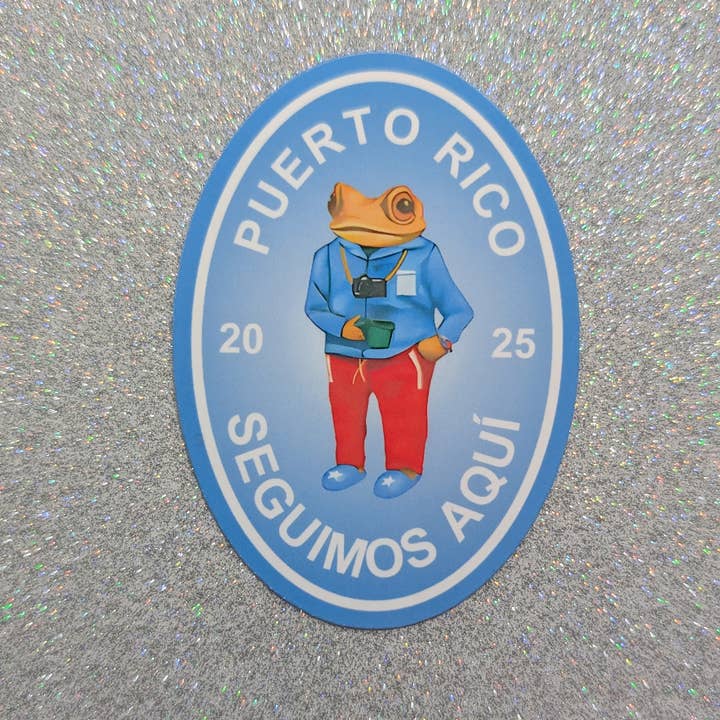 PUERTO RICO
20 25
SEGUIMOS AQUÍ